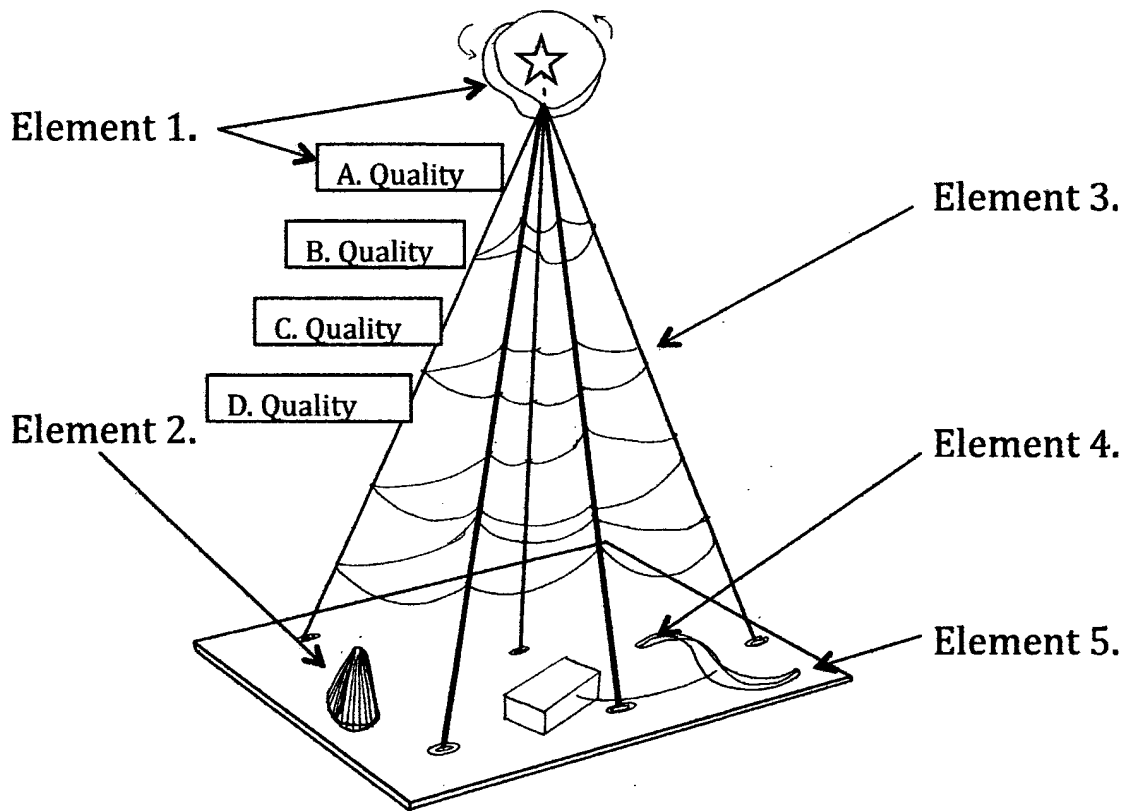 Element 1.
A. Quality
Element 3.
B. Quality
C. Quality
D. Quality
Element 2.
Element 4.
Element 5.